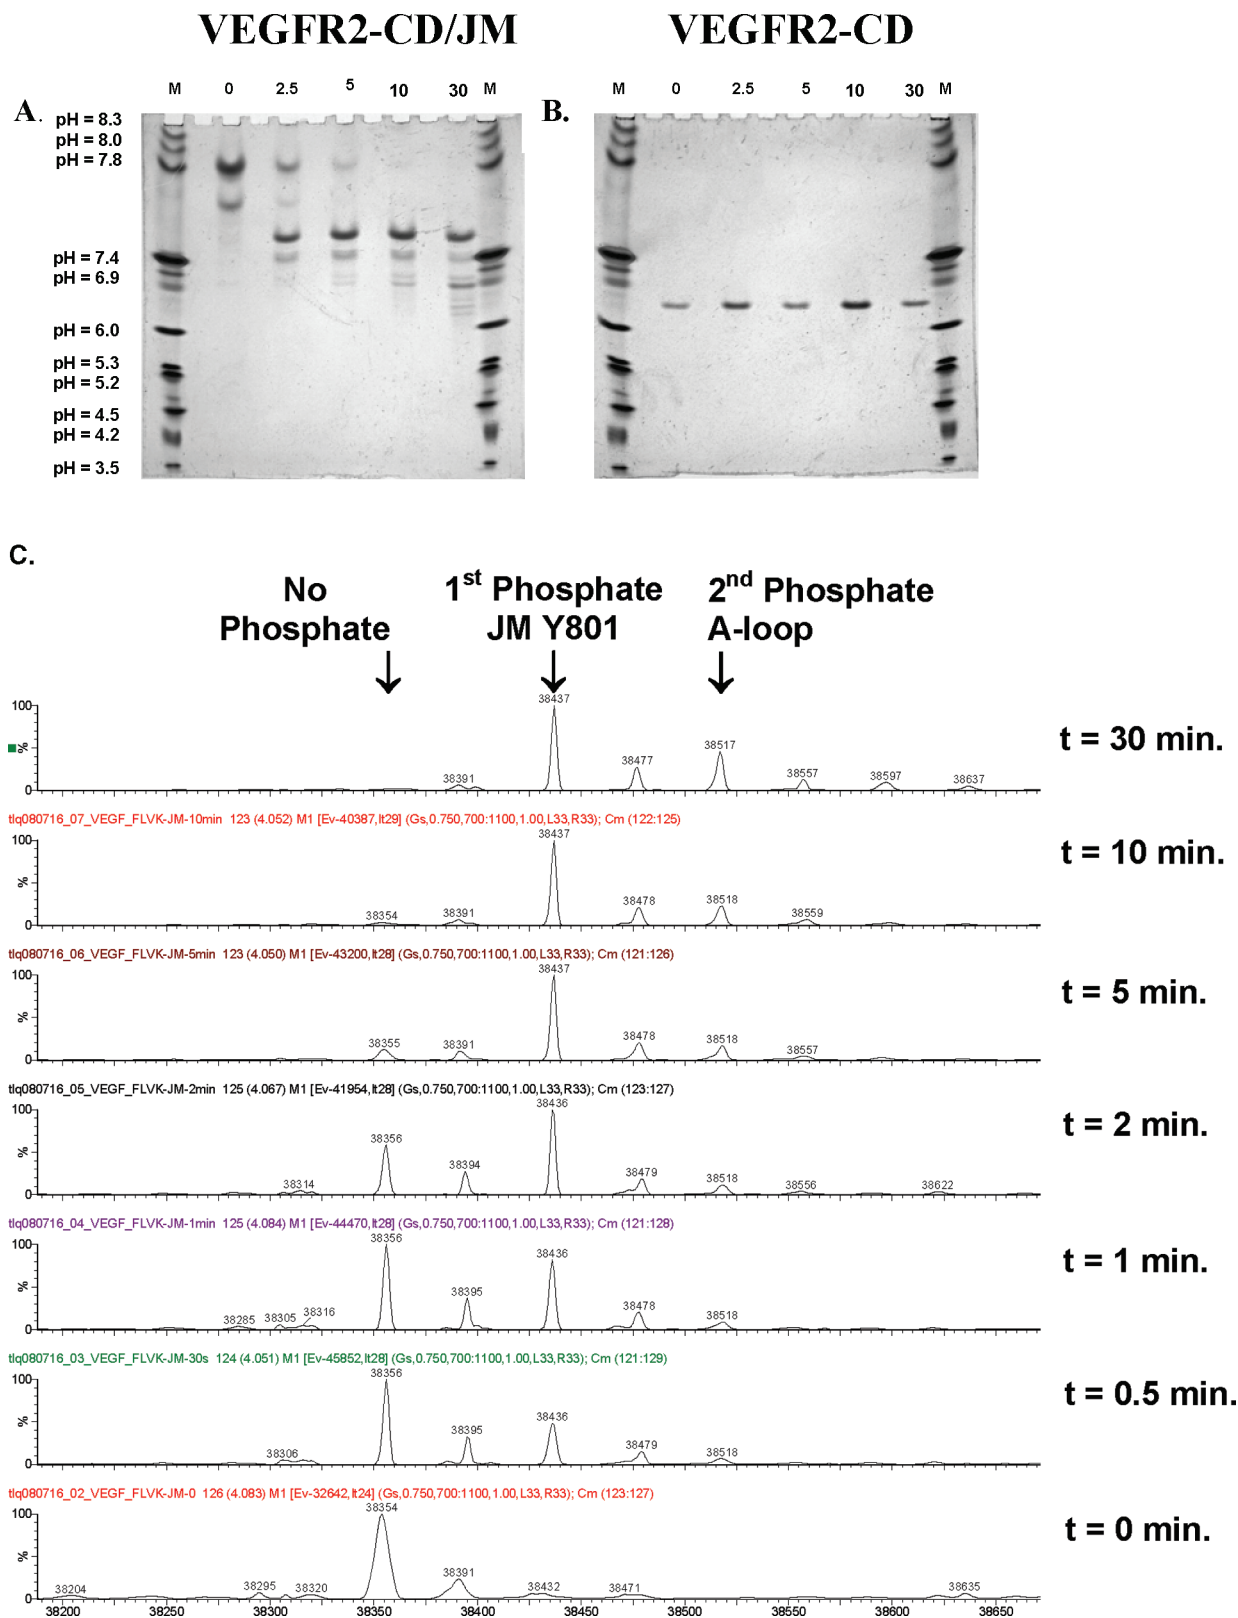 VEGFR2-CD/JM VEGFR2-CD
M 0 2.5 5 10 30 M M 0 2.5 5 10 30 M
A. B.
pH = 8.3
pH = 8.0
pH = 7.8
pH = 7.4
pH = 6.9
pH = 6.0
pH = 5.3
pH = 5.2
pH = 4.5
pH = 4.2
pH = 3.5
C.
No Phosphate
1st Phosphate JM Y801
2nd Phosphate A-loop
100 % 0
38391 38437 38477 38517 38557 38597 38637
t = 30 min.
tlq080716_07_VEGF_FLVK-JM-10min 123 (4.052) M1 [Ev-40387,It29] (Gs,0.750,700:1100,1.00,L33,R33); Cm (122:125)
100 % 0
38354 38391 38437 38478 38518 38559
t = 10 min.
tlq080716_06_VEGF_FLVK-JM-5min 123 (4.050) M1 [Ev-43200,It28] (Gs,0.750,700:1100,1.00,L33,R33); Cm (121:126)
100 % 0
38355 38391 38437 38478 38518 38557
t = 5 min.
tlq080716_05_VEGF_FLVK-JM-2min 125 (4.067) M1 [Ev-41954,It28] (Gs,0.750,700:1100,1.00,L33,R33); Cm (123:127)
100 % 0
38314 38356 38394 38436 38479 38518 38556 38622
t = 2 min.
tlq080716_04_VEGF_FLVK-JM-1min 125 (4.084) M1 [Ev-44470,It28] (Gs,0.750,700:1100,1.00,L33,R33); Cm (121:128)
100 % 0
38285 38305 38316 38356 38395 38436 38478 38518
t = 1 min.
tlq080716_03_VEGF_FLVK-JM-30s 124 (4.051) M1 [Ev-45852,It28] (Gs,0.750,700:1100,1.00,L33,R33); Cm (121:129)
100 % 0
38306 38356 38395 38436 38479 38518
t = 0.5 min.
tlq080716_02_VEGF_FLVK-JM-0 126 (4.083) M1 [Ev-32642,It24] (Gs,0.750,700:1100,1.00,L33,R33); Cm (123:127)
100 % 0
38204 38295 38320 38354 38391 38432 38471 38635
t = 0 min.
38200 38250 38300 38350 38400 38450 38500 38550 38600 38650